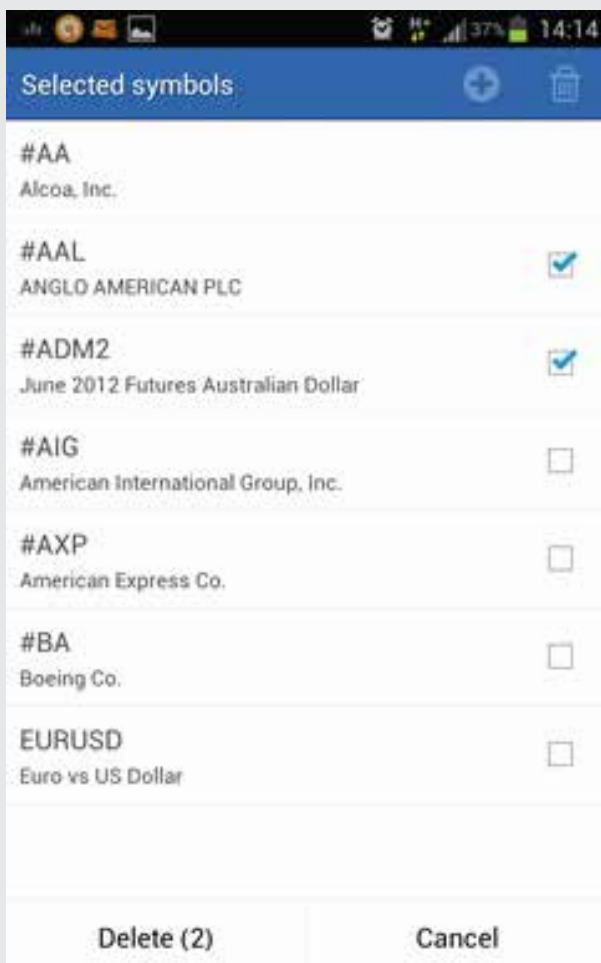 37% 14:14
Selected symbols
#AA
Alcoa, Inc.
#AAL
ANGLO AMERICAN PLC
#ADM2
June 2012 Futures Australian Dollar
#AIG
American International Group, Inc.
#AXP
American Express Co.
#BA
Boeing Co.
EURUSD
Euro vs US Dollar
Delete (2) Cancel